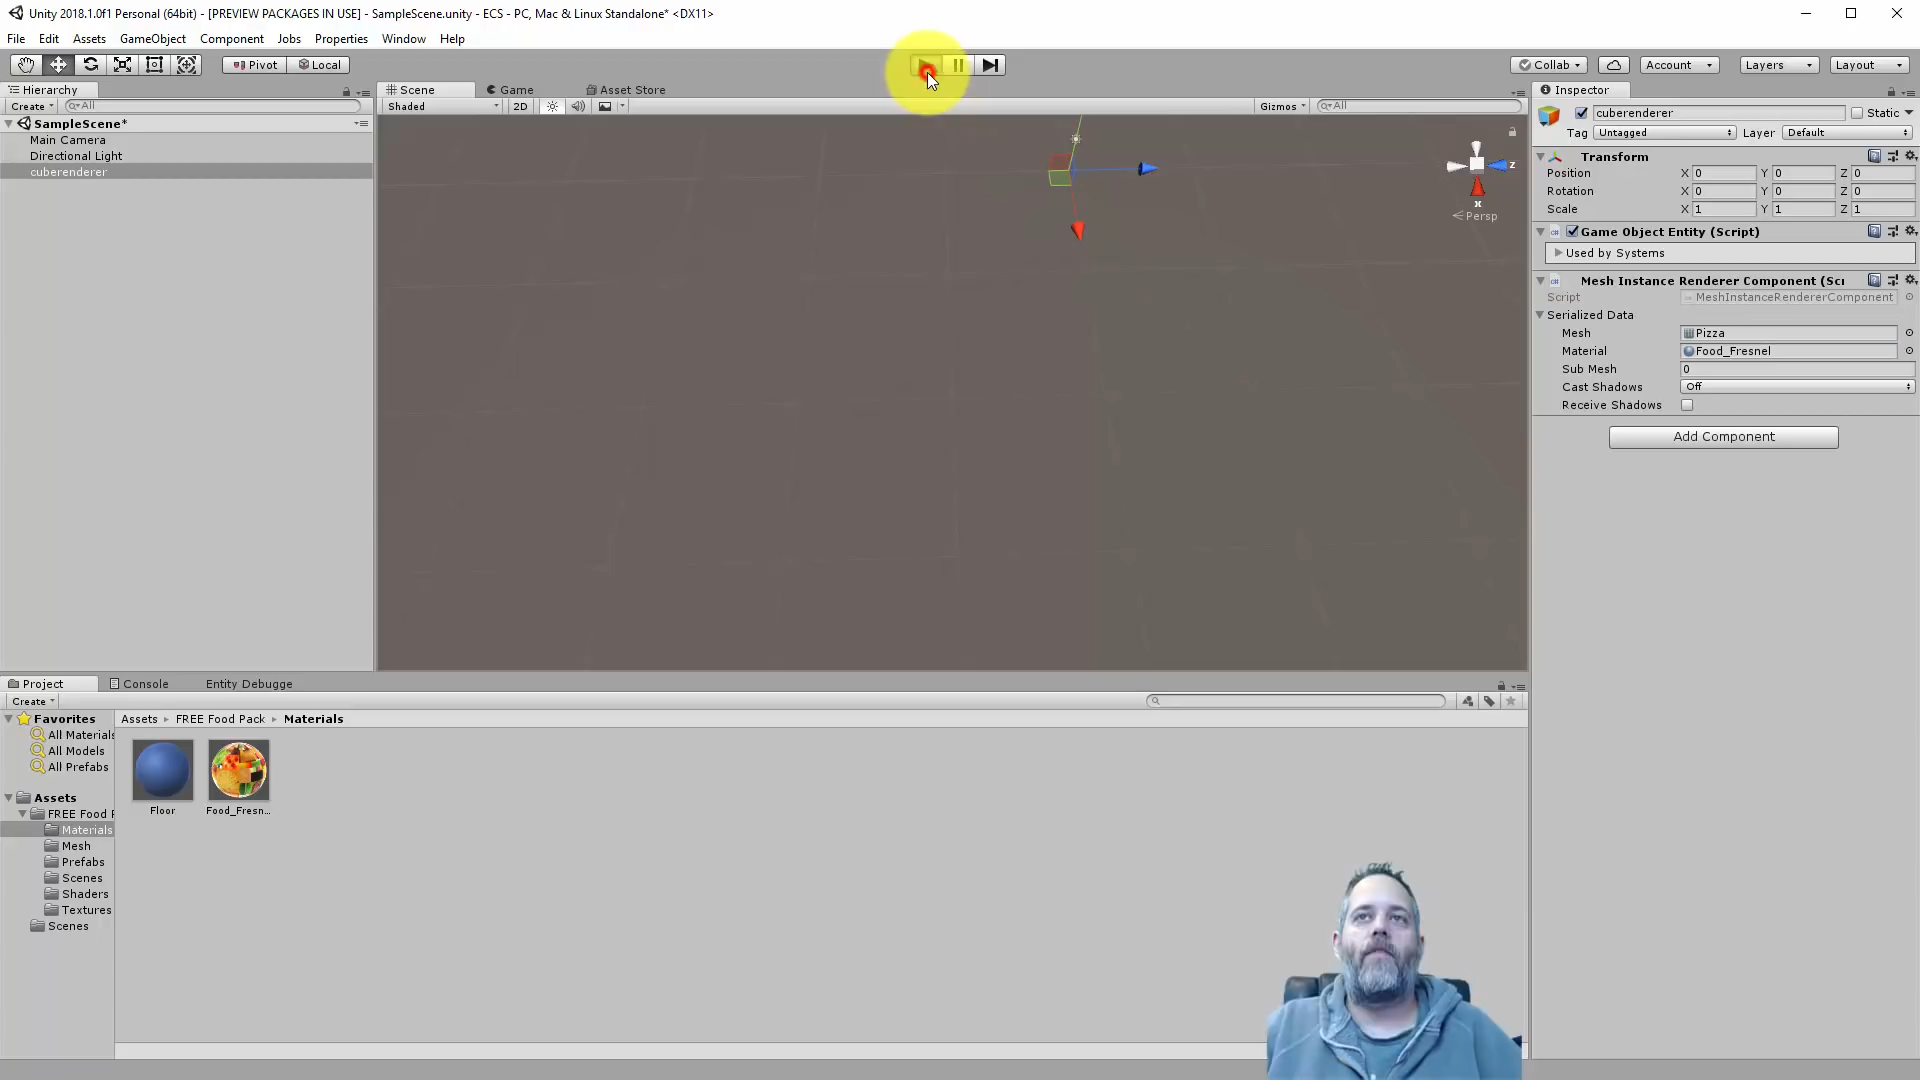 Unity 2018.1.0f1 Personal (64bit) - [PREVIEW PACKAGES IN USE] - SampleScene.unity - ECS - PC, Mac & Linux Standalone* <DX11>
File Edit Assets GameObject Component Jobs Properties Window Help
Pivot Local Collab Account Layers Layout
Hierarchy
Create All
SampleScene*
Main Camera
Directional Light
cuberenderer
Scene Game Asset Store
Shaded 2D Gizmos All
z
x
Persp
Inspector
cuberenderer Static
Tag Untagged Layer Default
Transform
Position X 0 Y 0 Z 0
Rotation X 0 Y 0 Z 0
Scale X 1 Y 1 Z 1
Game Object Entity (Script)
Used by Systems
Mesh Instance Renderer Component (Scr
Script MeshInstanceRendererComponent
Serialized Data
Mesh Pizza
Material Food_Fresnel
Sub Mesh 0
Cast Shadows Off
Receive Shadows
Add Component
Project Console Entity Debugge
Create
Favorites
All Materials
All Models
All Prefabs
Assets
FREE Food P
Materials
Mesh
Prefabs
Scenes
Shaders
Textures
Scenes
Assets FREE Food Pack Materials
Floor Food_Fresn...